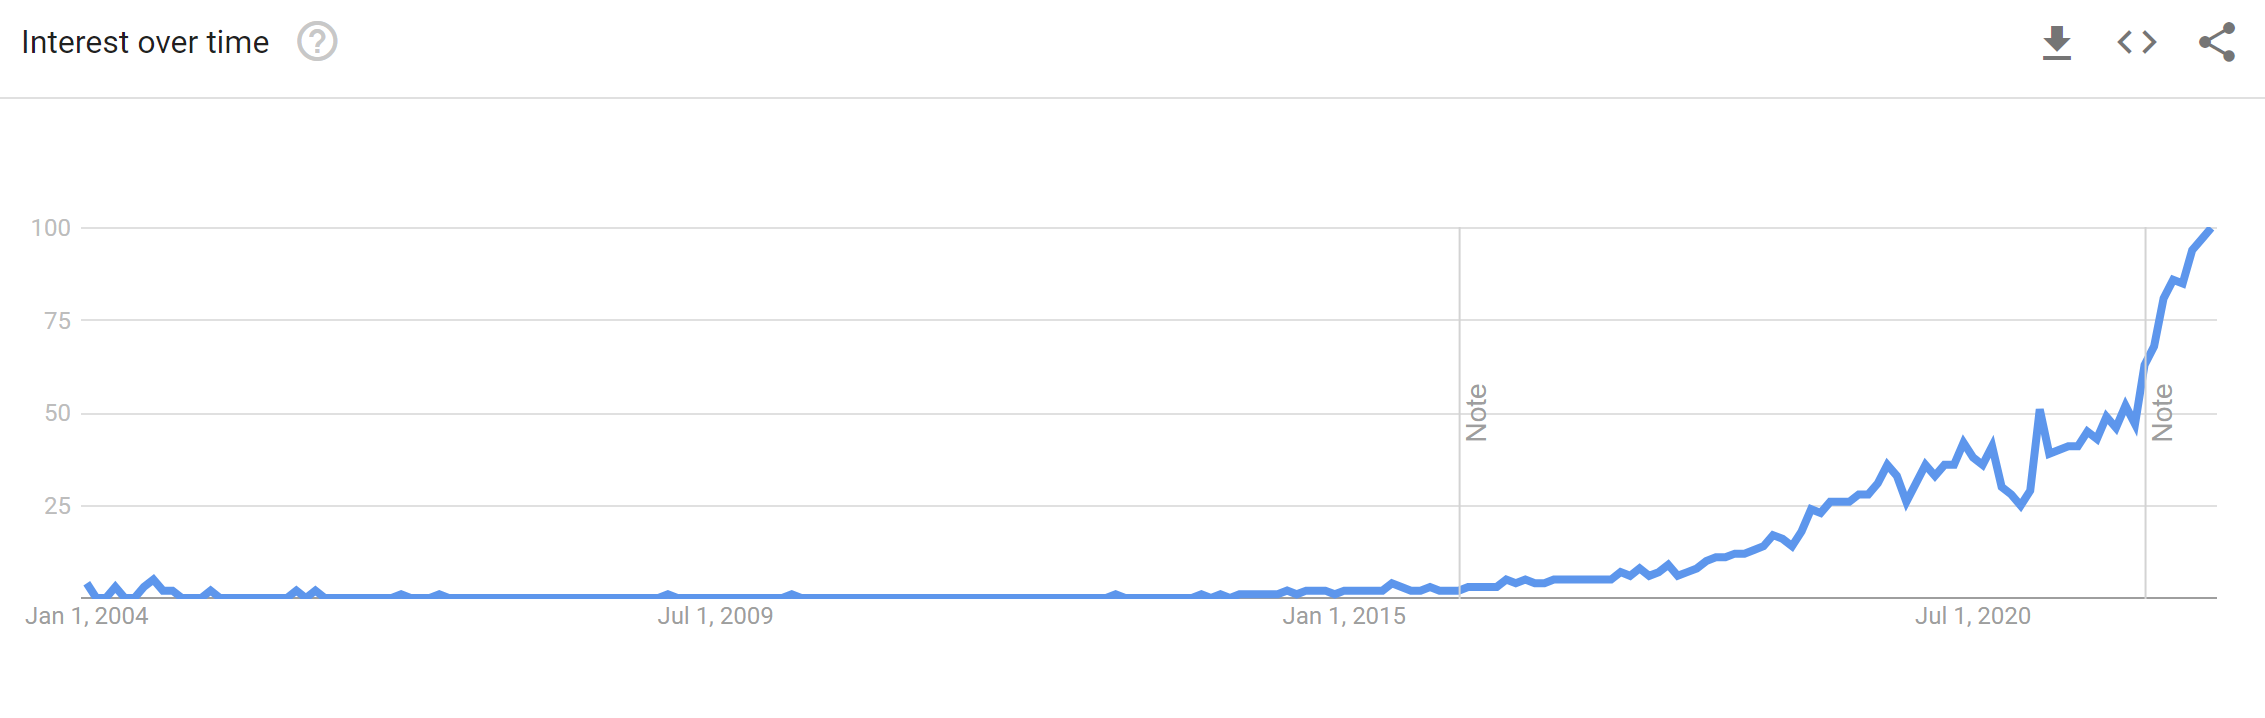 Interest over time ?
100
75
50
25
Note
Note
Jan 1, 2004 Jul 1, 2009 Jan 1, 2015 Jul 1, 2020